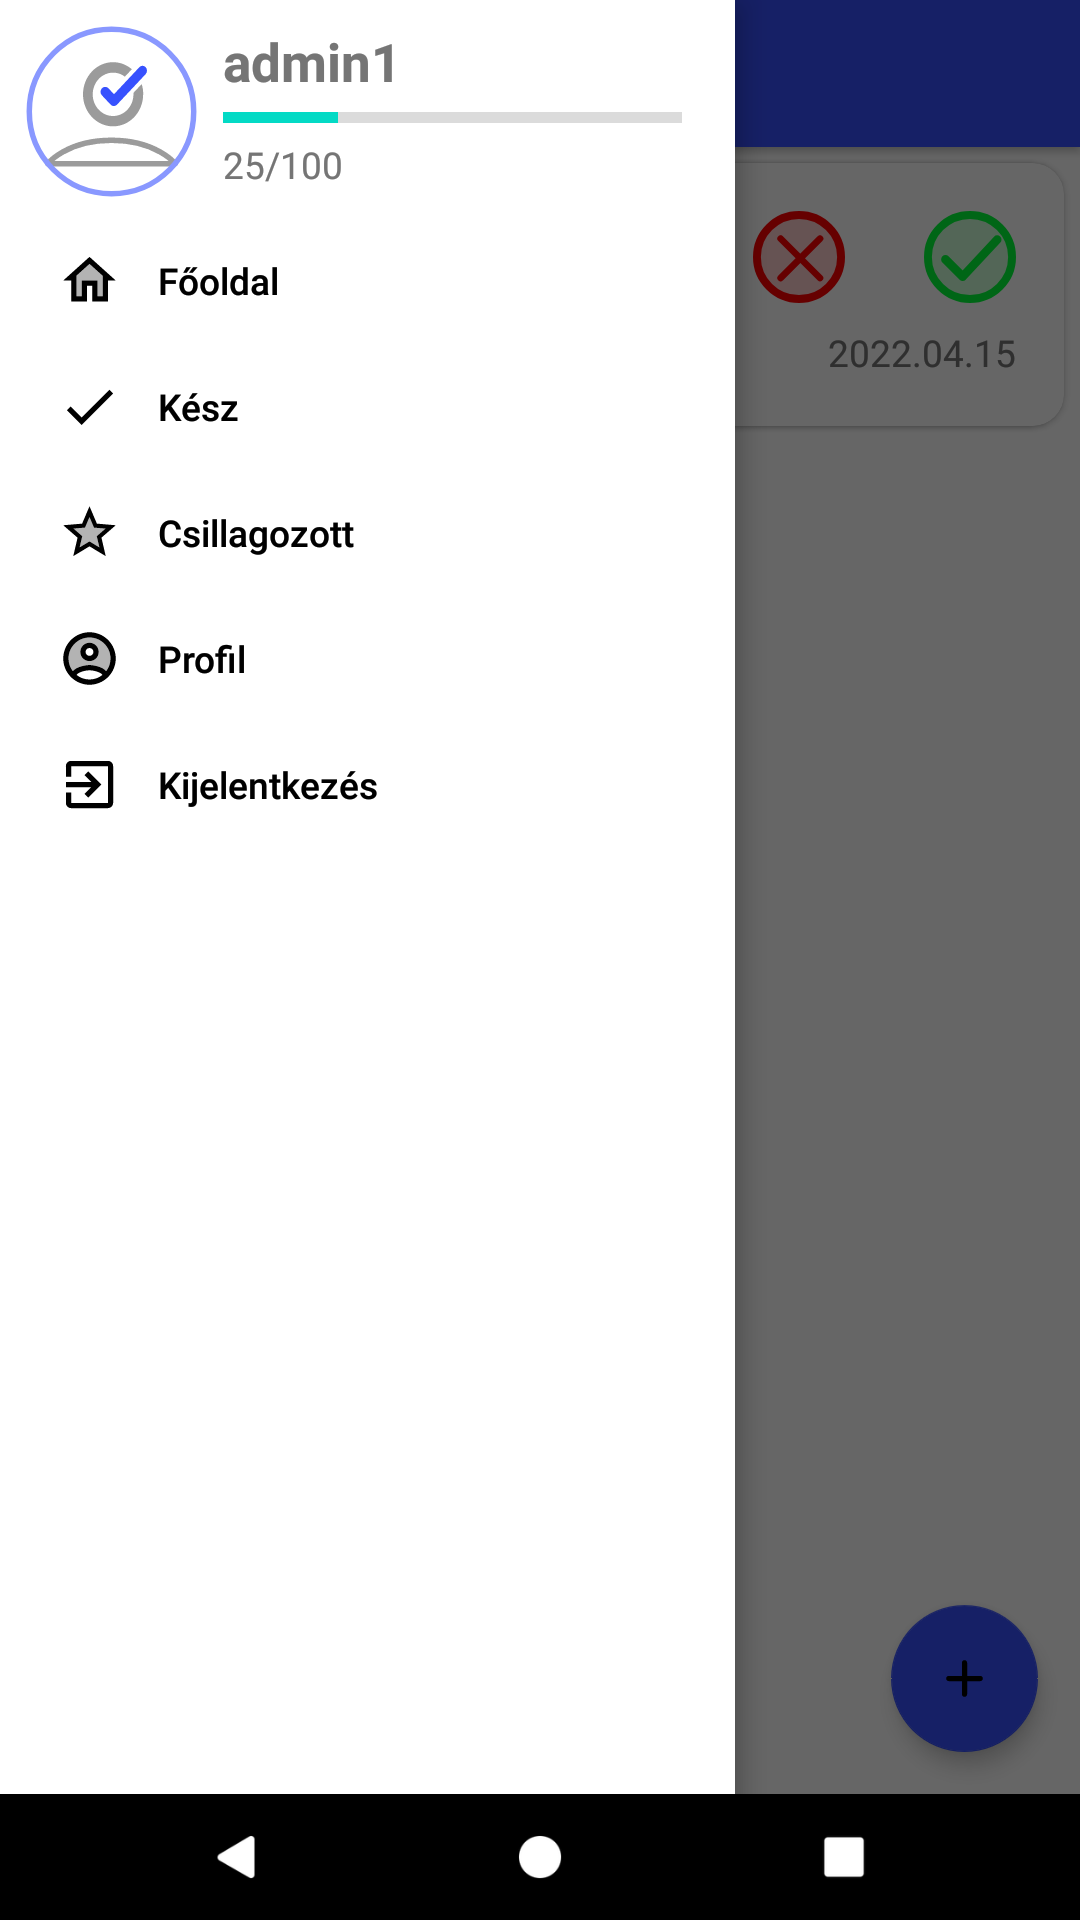 admin1
25/100
Főoldal
Kész
Csillagozott
Profil
Kijelentkezés
2022.04.15